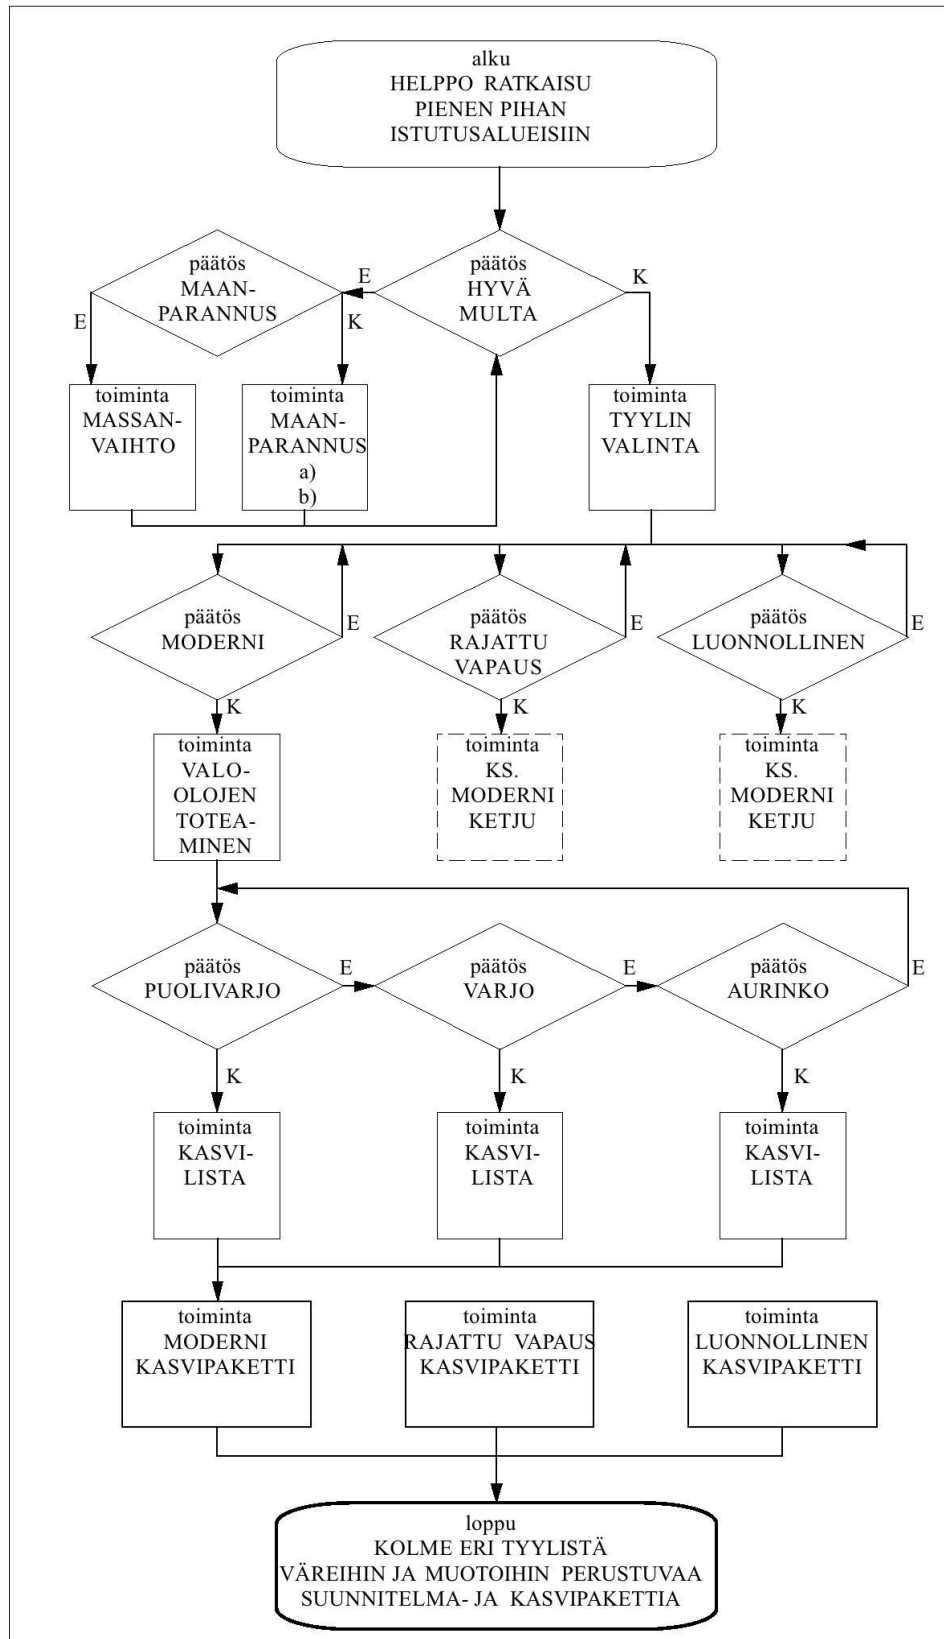 alku
HELPPO RATKAISU
PIENEN PIHAN
ISTUTUSALUEISIIN
päätös
MAAN-
PARANNUS
E
päätös
HYVÄ
MULTA
K
E
K
toiminta
MASSAN-
VAIHTO
toiminta
MAAN-
PARANNUS
a)
b)
toiminta
TYYLIN
VALINTA
päätös
MODERNI
E
päätös
RAJATTU
VAPAUS
E
päätös
LUONNOLLINEN
E
K
K
K
toiminta
VALO-
OLOJEN
TOTEA-
MINEN
toiminta
KS.
MODERNI
KETJU
toiminta
KS.
MODERNI
KETJU
päätös
PUOLIVARJO
E
päätös
VARJO
E
päätös
AURINKO
E
K
K
K
toiminta
KASVI-
LISTA
toiminta
KASVI-
LISTA
toiminta
KASVI-
LISTA
toiminta
MODERNI
KASVIPAKETTI
toiminta
RAJATTU VAPAUS
KASVIPAKETTI
toiminta
LUONNOLLINEN
KASVIPAKETTI
loppu
KOLME ERI TYYLISTÄ
VÄREIHIN JA MUOTOIHIN PERUSTUVAA
SUUNNITELMA- JA KASVIPAKETTIA